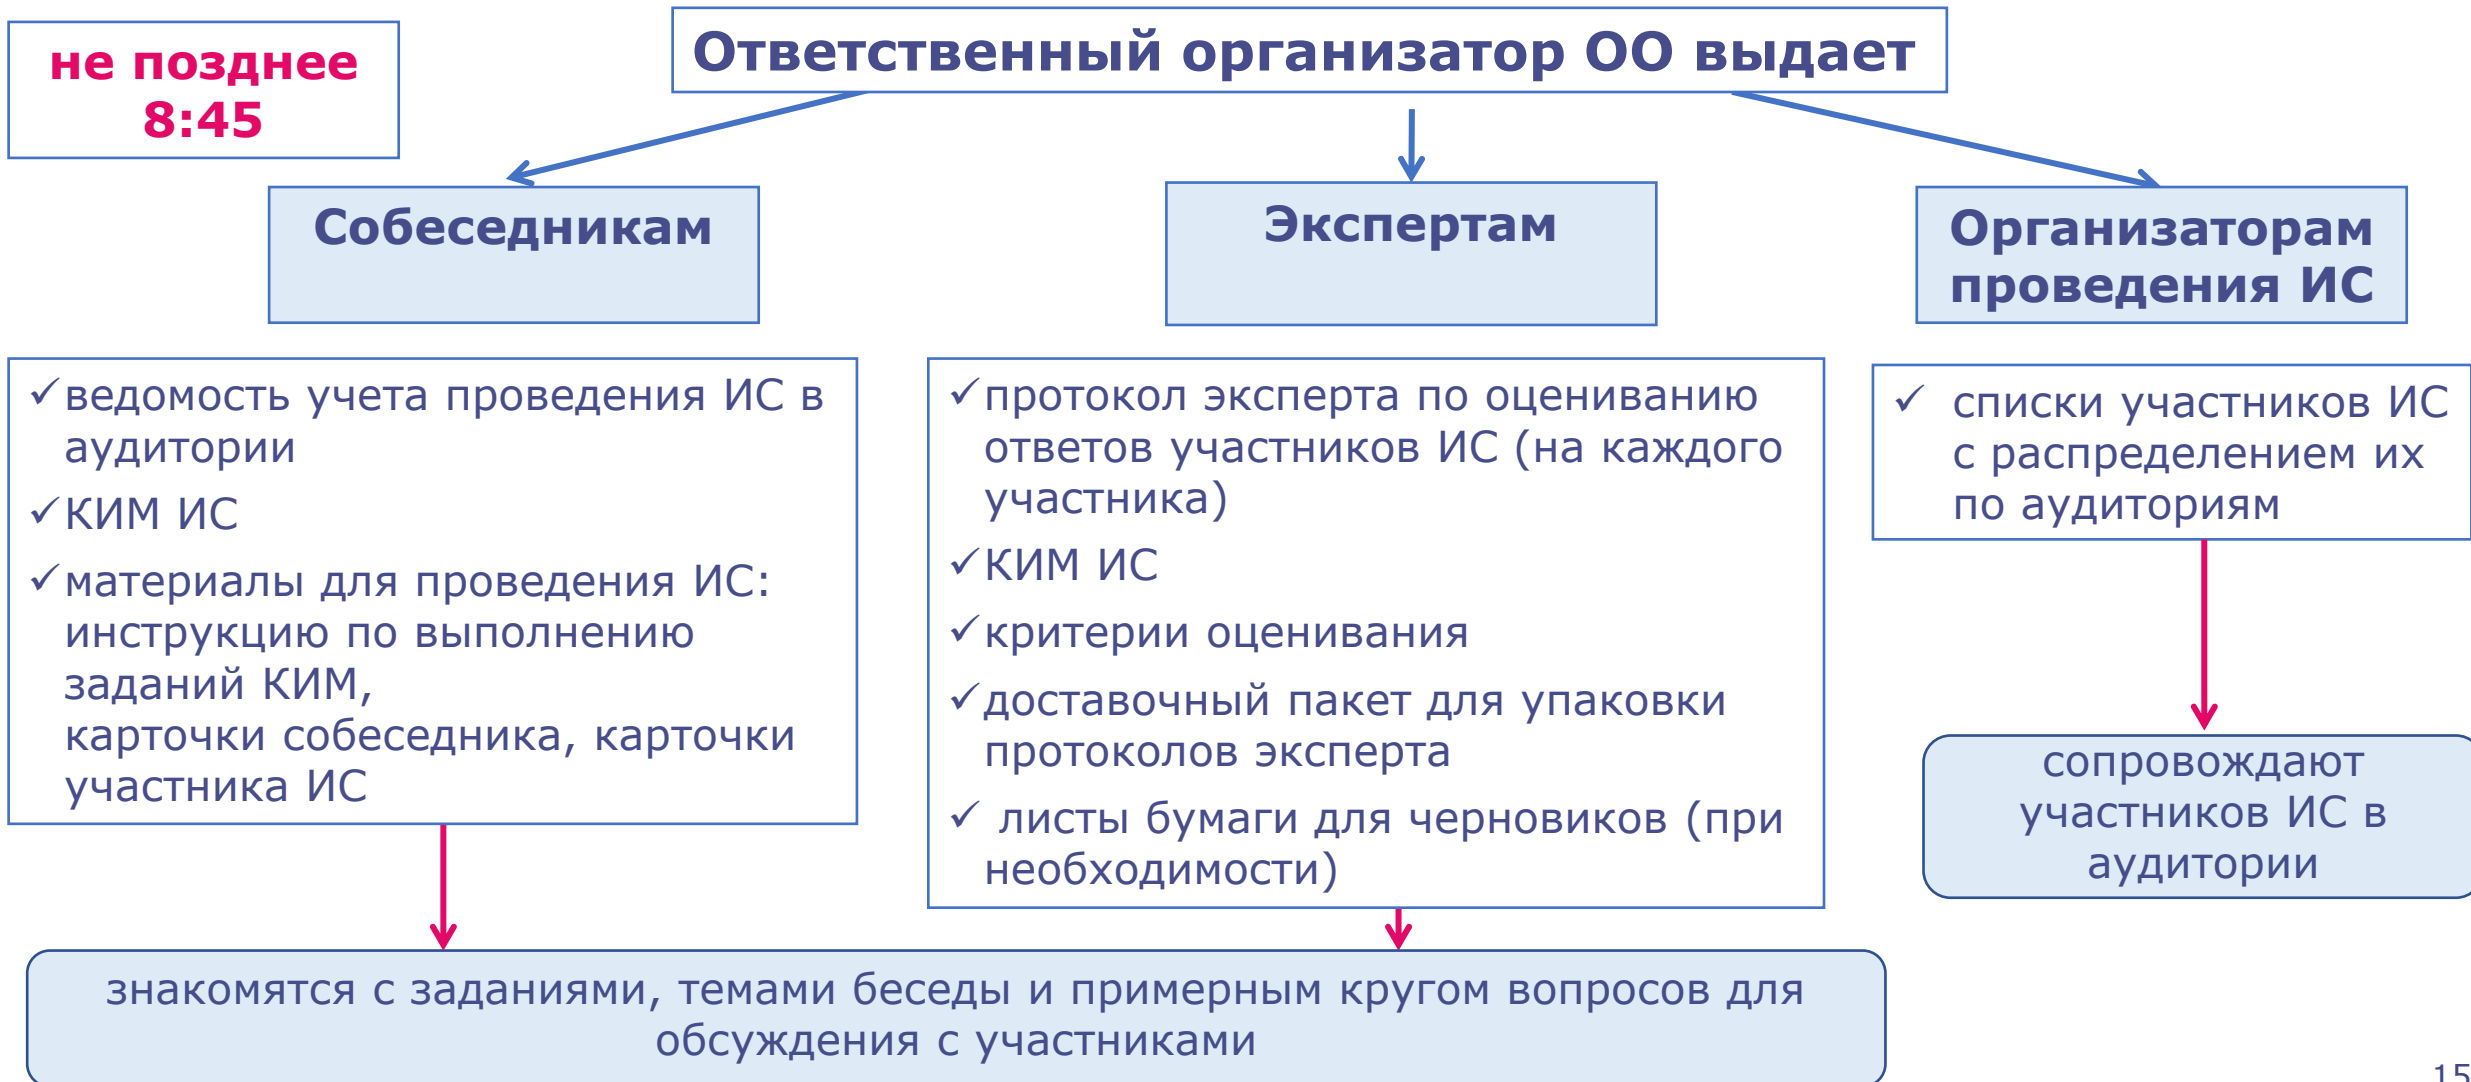 не позднее
8:45
Ответственный организатор ОО выдает
Собеседникам
Экспертам
Организаторам
проведения ИС
✓ведомость учета проведения ИС в
аудитории
✓КИМ ИС
✓материалы для проведения ИС:
инструкцию по выполнению
заданий КИМ,
карточки собеседника, карточки
участника ИС
✓протокол эксперта по оцениванию
ответов участников ИС (на каждого
участника)
✓КИМ ИС
✓критерии оценивания
✓доставочный пакет для упаковки
протоколов эксперта
✓ листы бумаги для черновиков (при
необходимости)
✓ списки участников ИС
с распределением их
по аудиториям
сопровождают
участников ИС в
аудитории
знакомятся с заданиями, темами беседы и примерным кругом вопросов для
обсуждения с участниками
15